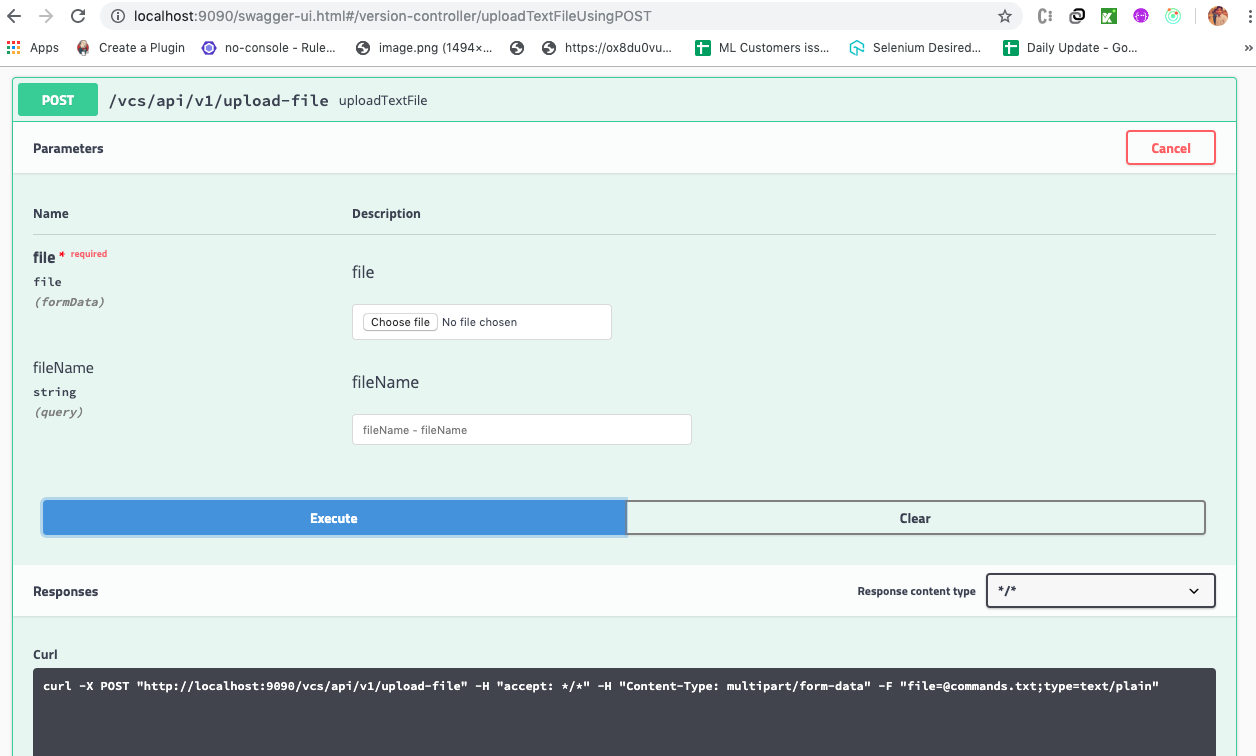 localhost:9090/swagger-ui.html#/version-controller/uploadTextFileUsingPOST
Apps Create a Plugin no-console - Rule... image.png (1494×... https://ox8du0vu... ML Customers iss... Selenium Desired... Daily Update - Go... »
POST /vcs/api/v1/upload-file uploadTextFile
Parameters Cancel
Name Description
file * required
file
(formData)
file
Choose file No file chosen
fileName
string
(query)
fileName
fileName - fileName
Execute Clear
Responses Response content type */*
Curl
curl -X POST "http://localhost:9090/vcs/api/v1/upload-file" -H "accept: */*" -H "Content-Type: multipart/form-data" -F "file=@commands.txt;type=text/plain"